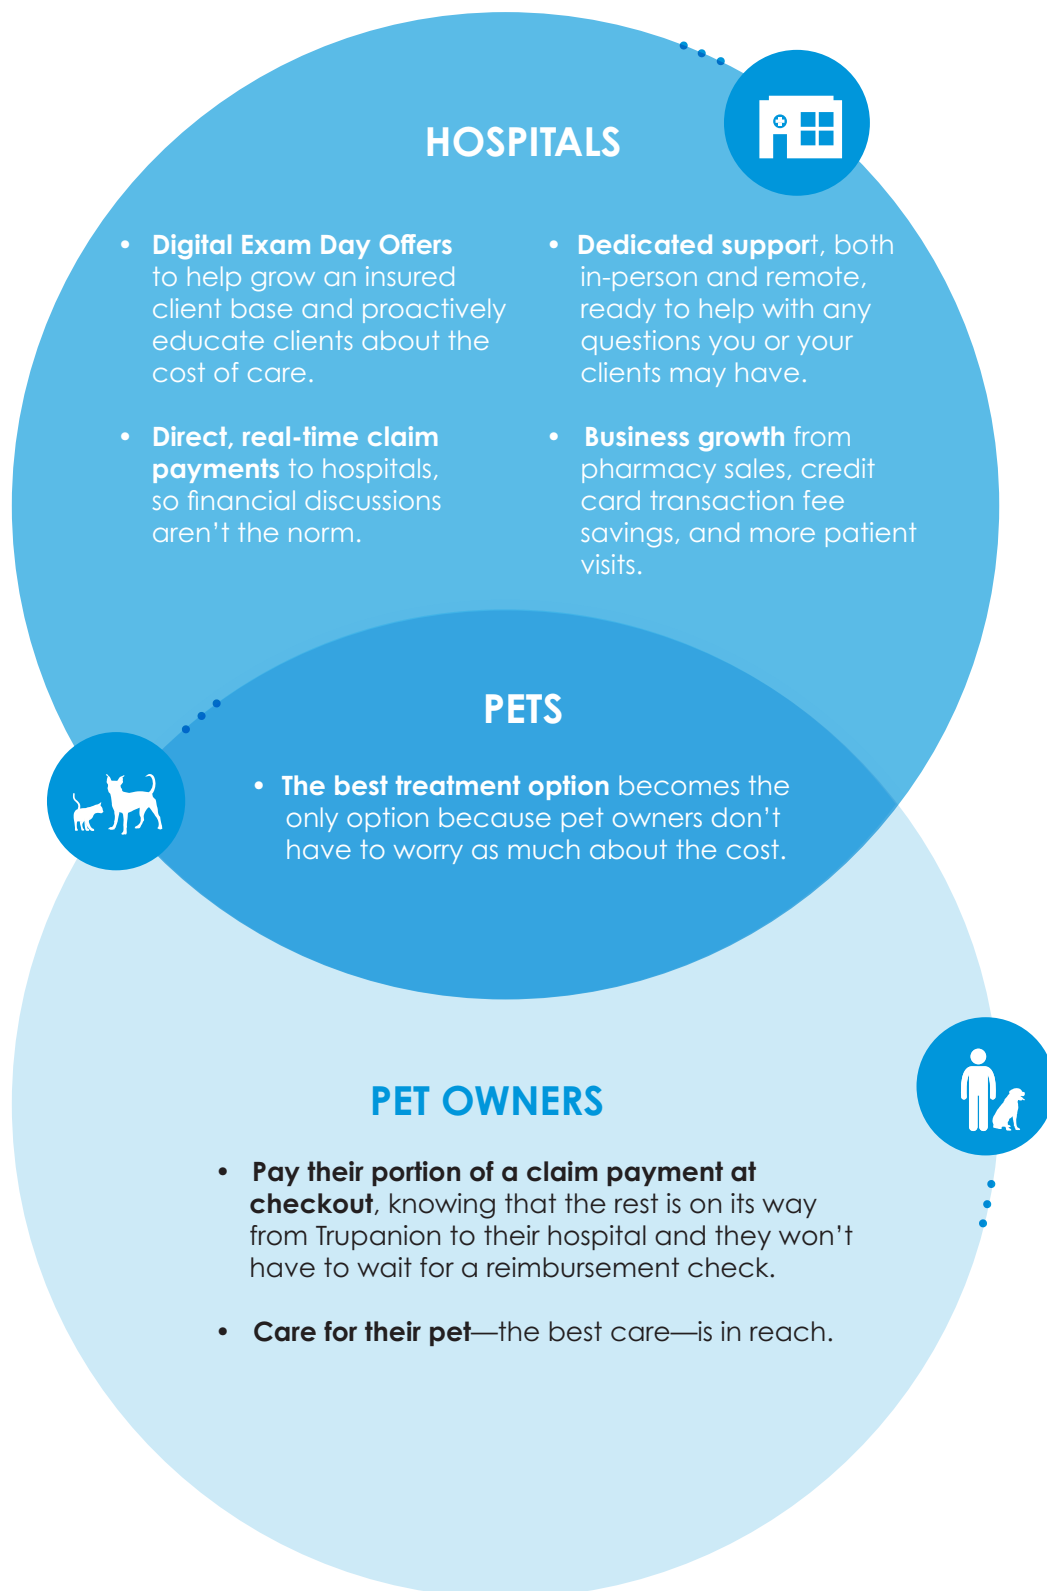 HOSPITALS
• Digital Exam Day Offers
to help grow an insured
client base and proactively
educate clients about the
cost of care.
• Direct, real-time claim
payments to hospitals,
so financial discussions
aren’t the norm.
• Dedicated support, both
in-person and remote,
ready to help with any
questions you or your
clients may have.
• Business growth from
pharmacy sales, credit
card transaction fee
savings, and more patient
visits.
PETS
• The best treatment option becomes the
only option because pet owners don’t
have to worry as much about the cost.
PET OWNERS
• Pay their portion of a claim payment at
checkout, knowing that the rest is on its way
from Trupanion to their hospital and they won’t
have to wait for a reimbursement check.
• Care for their pet—the best care—is in reach.